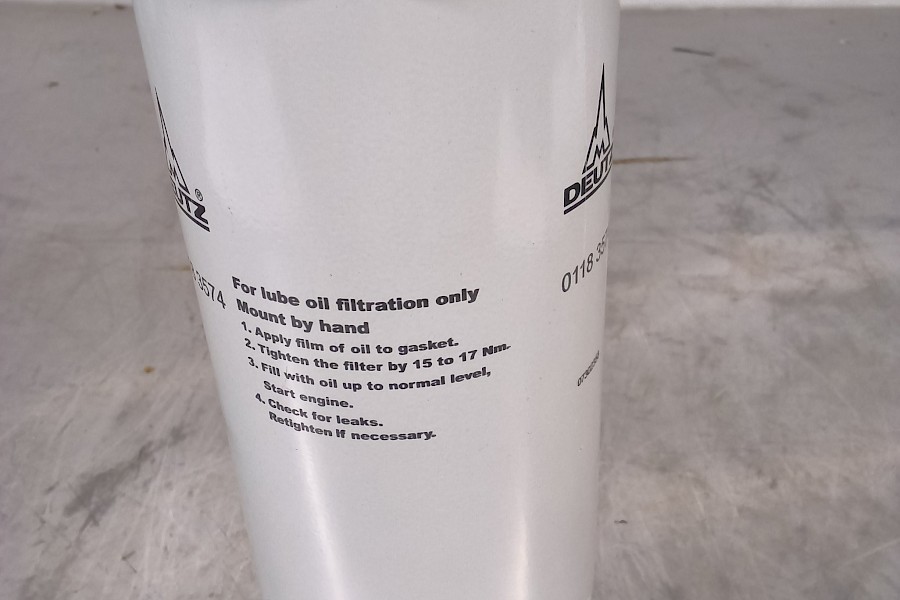 DEUTZ
®
3574
For lube oil filtration only
Mount by hand
1. Apply film of oil to gasket.
2. Tighten the filter by 15 to 17 Nm.
3. Fill with oil up to normal level,
Start engine.
4. Check for leaks.
Retighten if necessary.
DEUTZ
0118 357